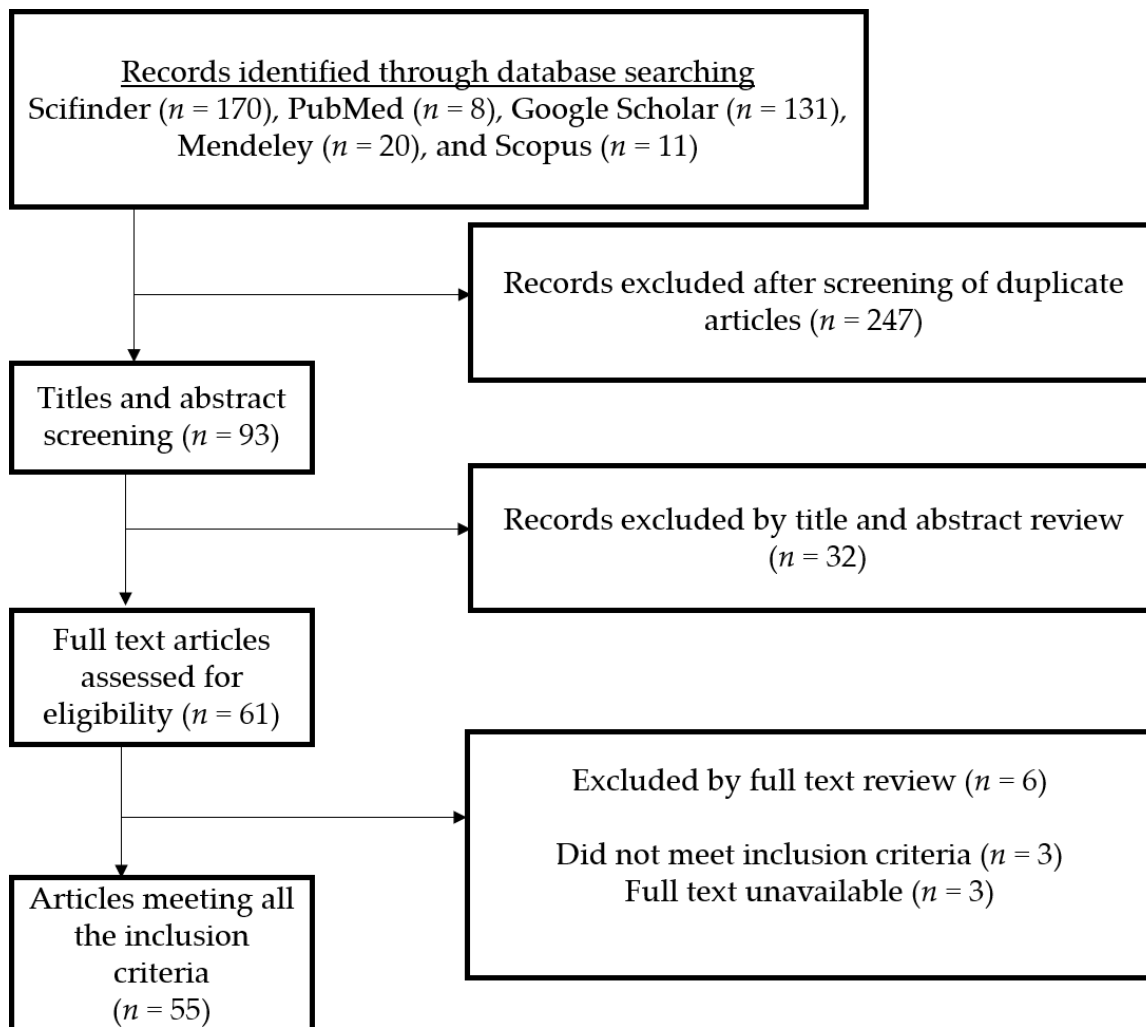 Records identified through database searching
Scifinder (n = 170), PubMed (n = 8), Google Scholar (n = 131),
Mendeley (n = 20), and Scopus (n = 11)
Records excluded after screening of duplicate
articles (n = 247)
Titles and abstract
screening (n = 93)
Records excluded by title and abstract review
(n = 32)
Full text articles
assessed for
eligibility (n = 61)
Excluded by full text review (n = 6)
Did not meet inclusion criteria (n = 3)
Full text unavailable (n = 3)
Articles meeting all
the inclusion
criteria
(n = 55)